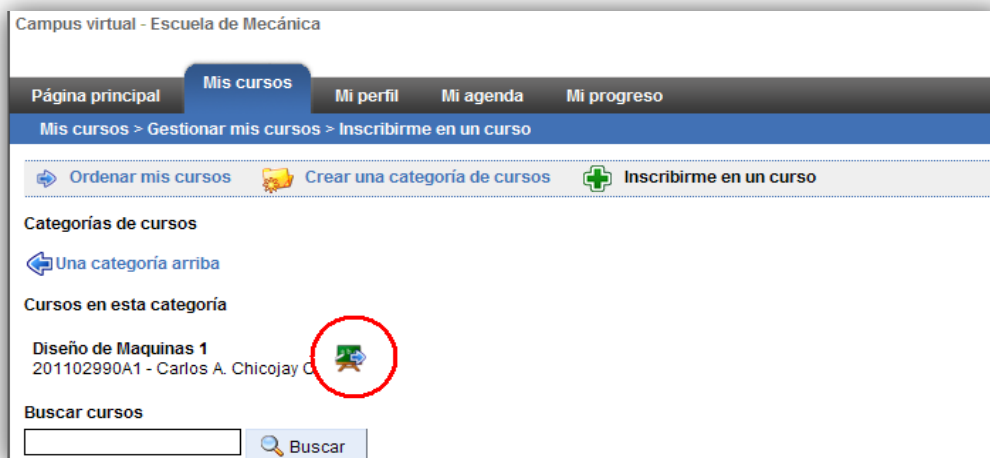 Campus virtual - Escuela de Mecánica
Página principal Mis cursos Mi perfil Mi agenda Mi progreso
Mis cursos > Gestionar mis cursos > Inscribirme en un curso
Ordenar mis cursos Crear una categoría de cursos Inscribirme en un curso
Categorías de cursos
Una categoría arriba
Cursos en esta categoría
Diseño de Maquinas 1
201102990A1 - Carlos A. Chicojay C
Buscar cursos
Buscar